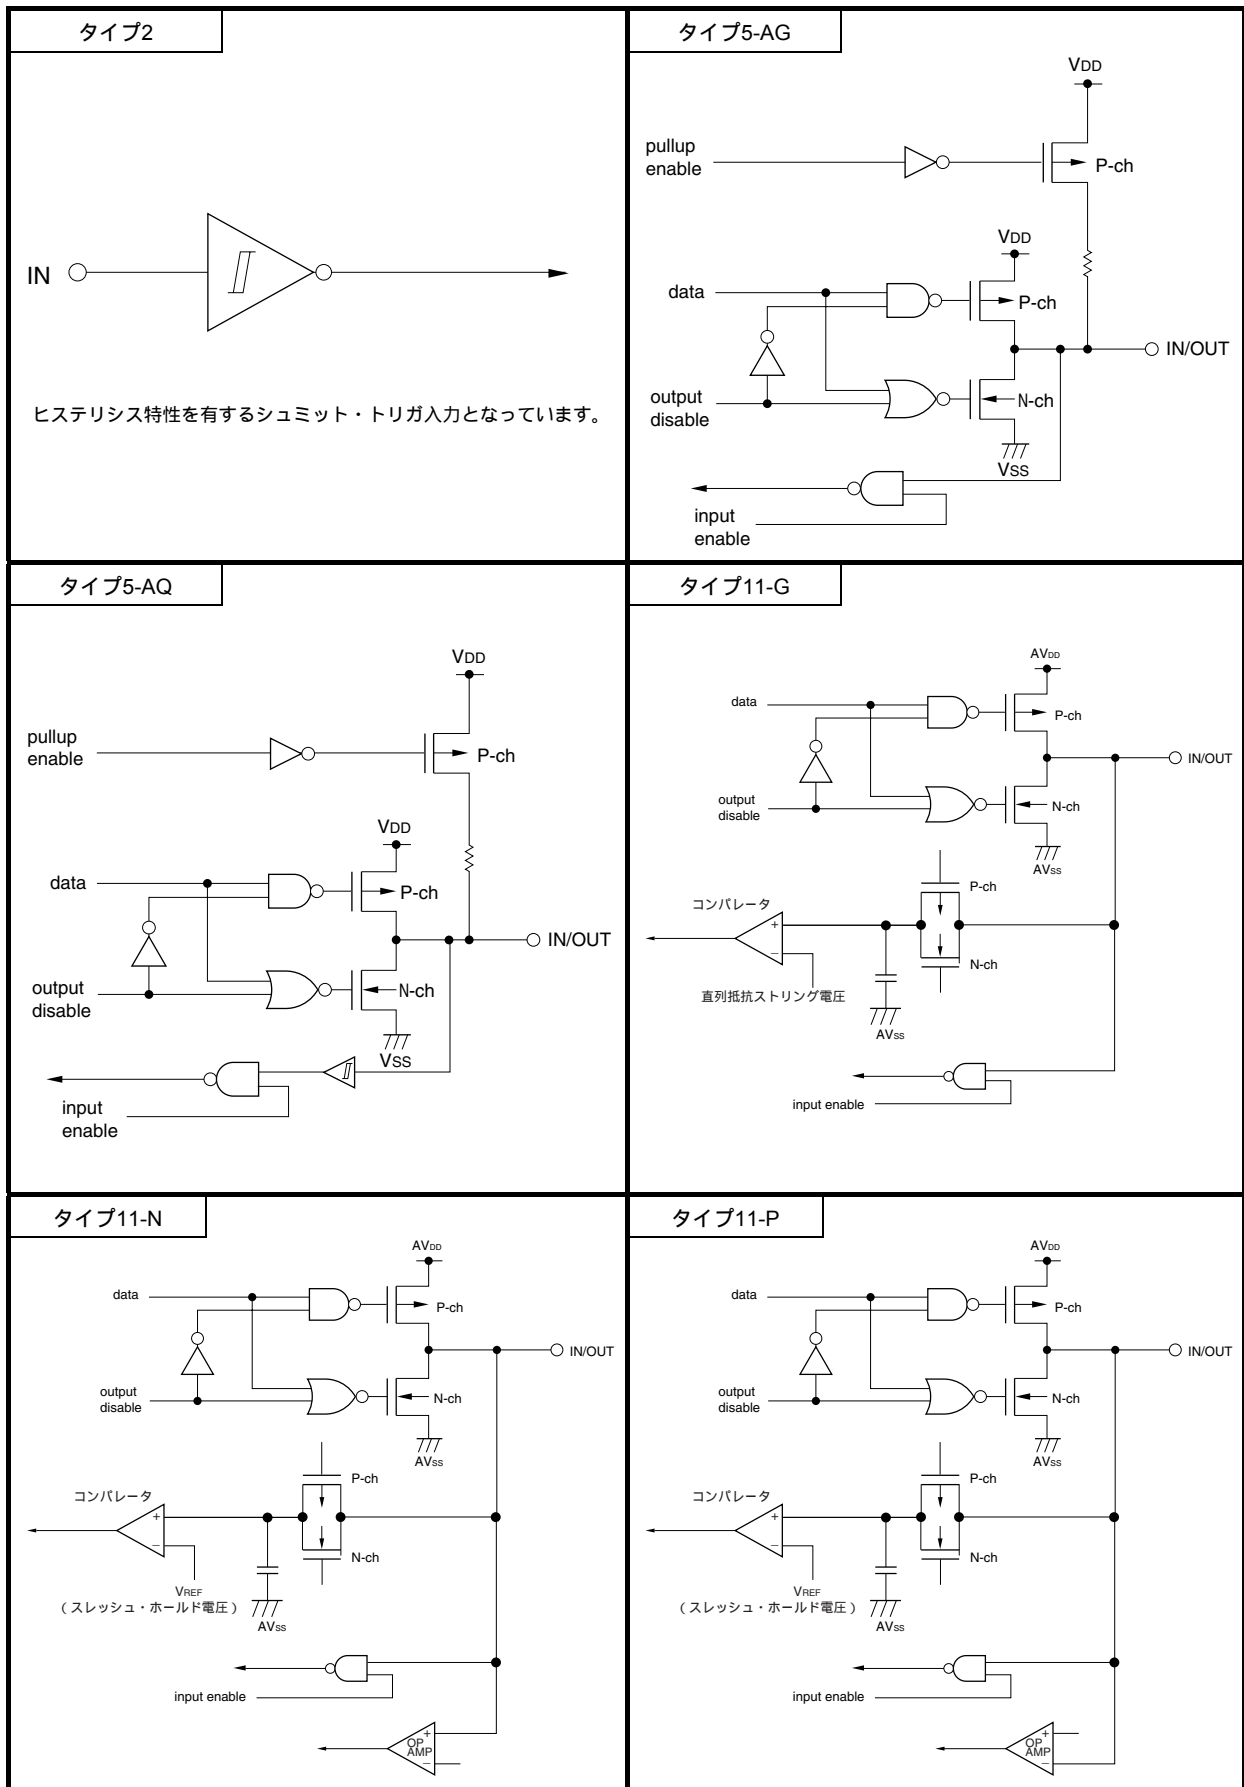 タイプ2
IN
ヒステリシス特性を有するシュミット・トリガ入力となっています。
タイプ5-AG
VDD
pullup
enable
P-ch
VDD
data
P-ch
IN/OUT
output
disable
N-ch
VSS
input
enable
タイプ5-AQ
VDD
pullup
enable
P-ch
VDD
data
P-ch
IN/OUT
output
disable
N-ch
VSS
input
enable
タイプ11-G
AVDD
data
P-ch
IN/OUT
output
disable
N-ch
AVSS
P-ch
コンパレータ
+
−
N-ch
直列抵抗ストリング電圧
AVSS
input enable
タイプ11-N
AVDD
data
P-ch
IN/OUT
output
disable
N-ch
AVSS
P-ch
コンパレータ
+
−
N-ch
VREF
（スレッシュ・ホールド電圧）
AVSS
input enable
+
OP
AMP
−
タイプ11-P
AVDD
data
P-ch
IN/OUT
output
disable
N-ch
AVSS
P-ch
コンパレータ
+
−
N-ch
VREF
（スレッシュ・ホールド電圧）
AVSS
input enable
+
OP
AMP
−